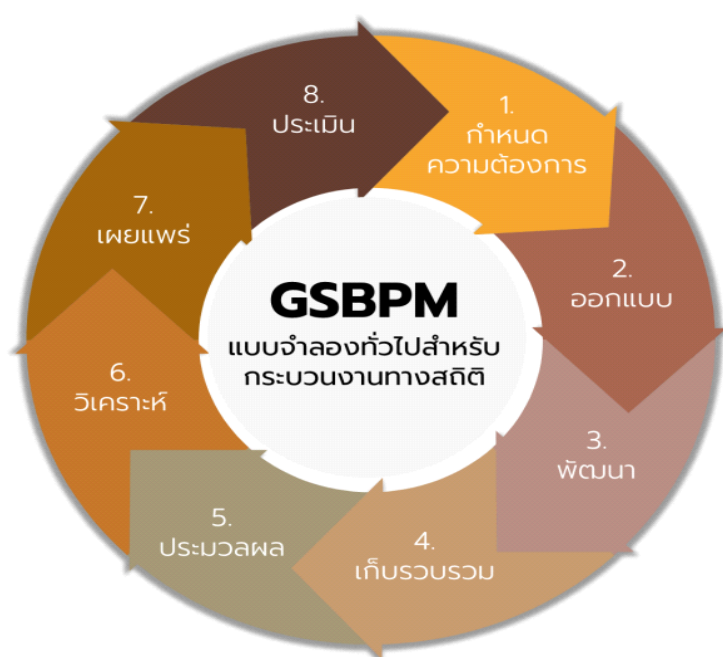 GSBPM
แบบจำลองทั่วไปสำหรับ
กระบวนงานทางสถิติ
1.
กำหนด
ความต้องการ
2.
ออกแบบ
3.
พัฒนา
4.
เก็บรวบรวม
5.
ประมวลผล
6.
วิเคราะห์
7.
เผยแพร่
8.
ประเมิน